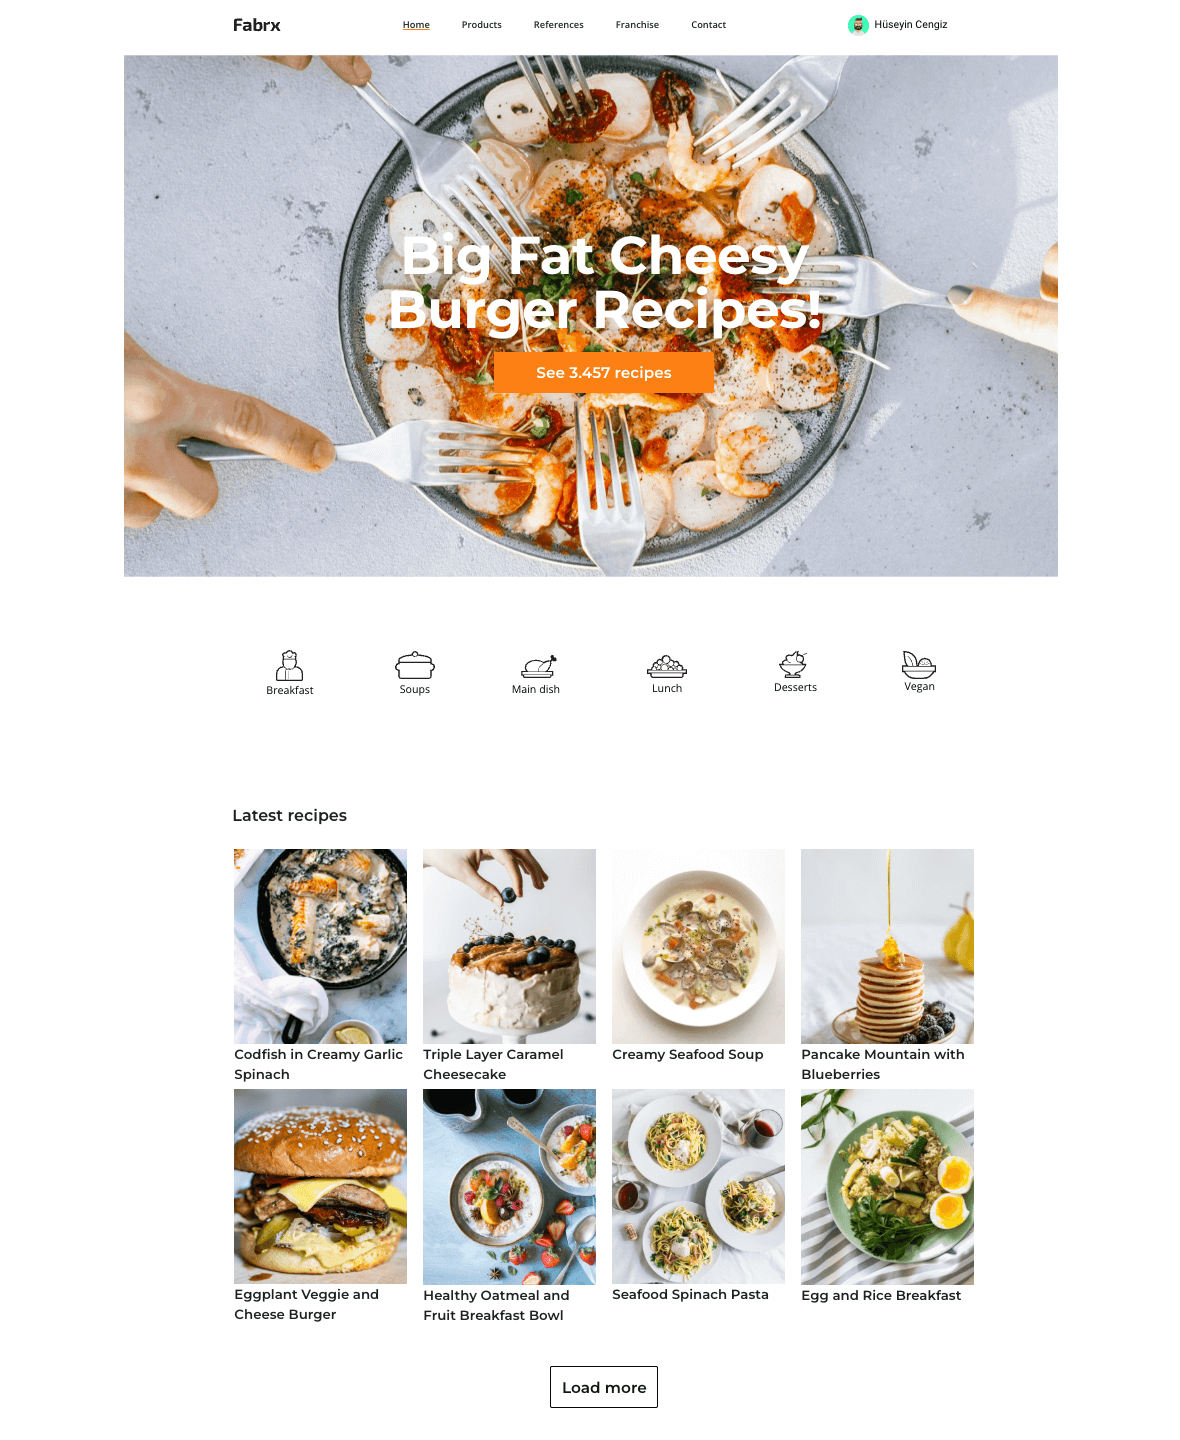 Fabrx
Home
Products
References
Franchise
Contact
Hüseyin Cengiz
Big Fat Cheesy
Burger Recipes!
See 3.457 recipes
Breakfast
Soups
Main dish
Lunch
Desserts
Vegan
Latest recipes
Codfish in Creamy Garlic
Spinach
Triple Layer Caramel
Cheesecake
Creamy Seafood Soup
Pancake Mountain with
Blueberries
Eggplant Veggie and
Cheese Burger
Healthy Oatmeal and
Fruit Breakfast Bowl
Seafood Spinach Pasta
Egg and Rice Breakfast
Load more